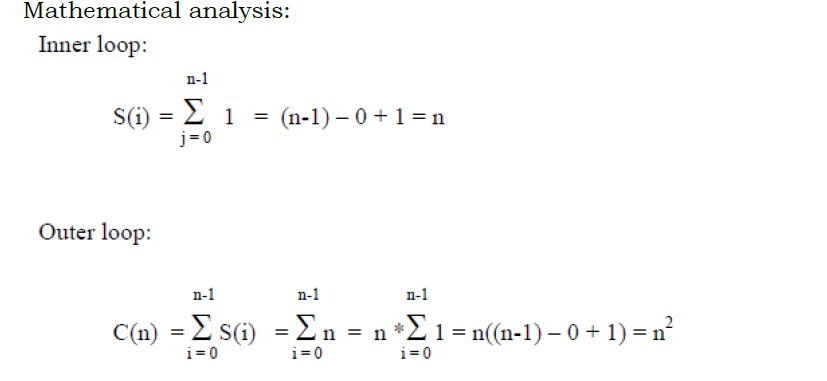 Mathematical analysis:
Inner loop:
n-1
S(i) = Σ 1 = (n-1) – 0 + 1 = n
j = 0
Outer loop:
n-1 n-1 n-1
C(n) = Σ S(i) = Σ n = n * Σ 1 = n((n-1) – 0 + 1) = n²
i = 0 i = 0 i = 0